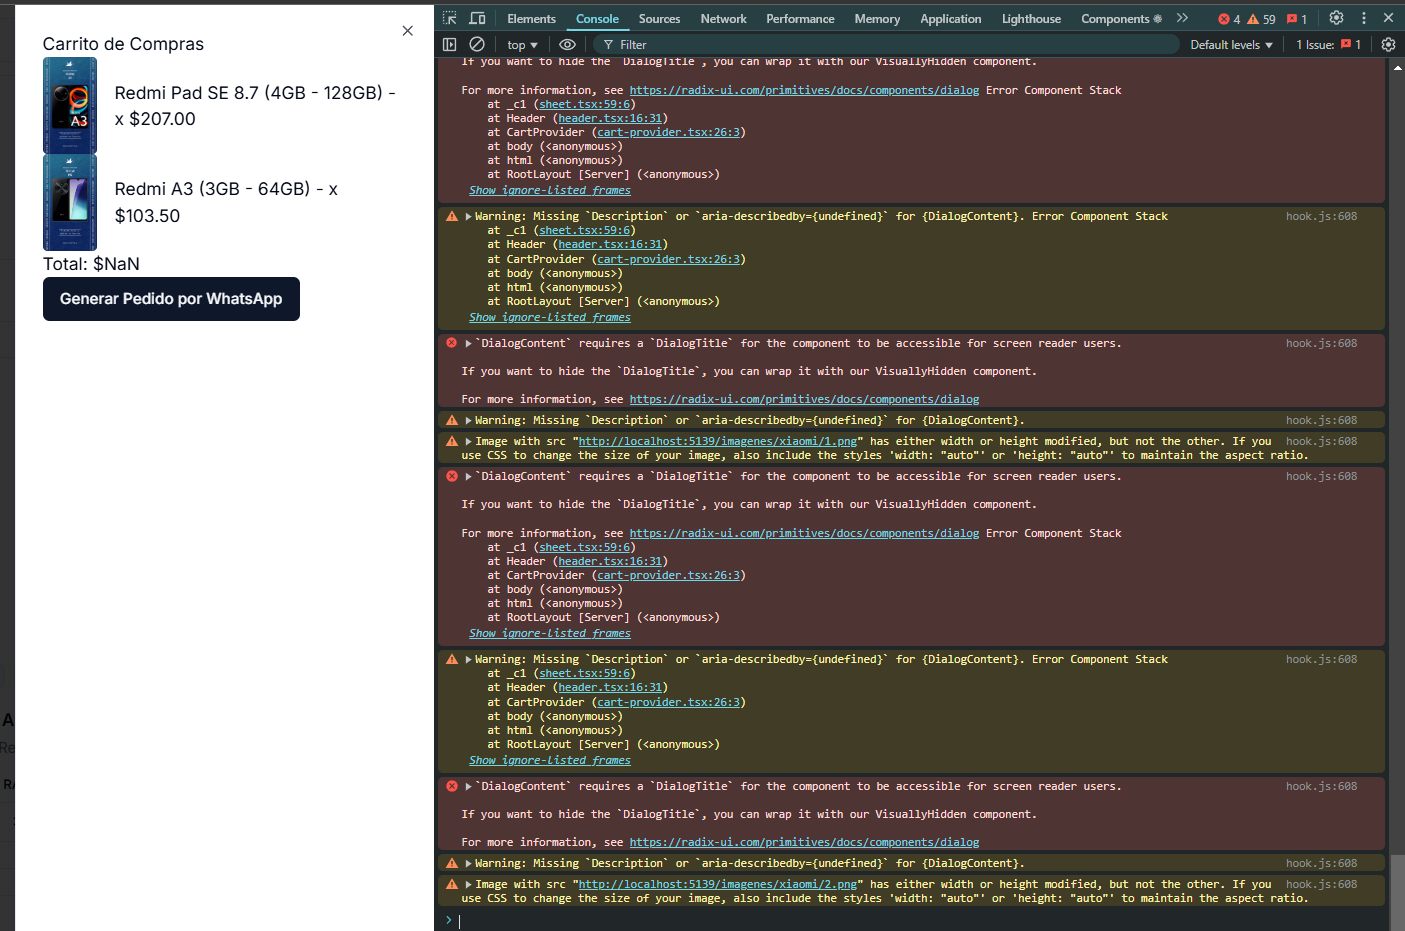 Carrito de Compras
Redmi Pad SE 8.7 (4GB - 128GB) -
x $207.00
A3
Redmi A3 (3GB - 64GB) - x
$103.50
Total: $NaN
Generar Pedido por WhatsApp
A
Re
RA
Elements Console Sources Network Performance Memory Application Lighthouse Components 4 59 1
top Filter Default levels 1 Issue: 1
If you want to hide the `DialogTitle`, you can wrap it with our VisuallyHidden component.
For more information, see https://radix-ui.com/primitives/docs/components/dialog Error Component Stack
at _c1 (sheet.tsx:59:6)
at Header (header.tsx:16:31)
at CartProvider (cart-provider.tsx:26:3)
at body (<anonymous>)
at html (<anonymous>)
at RootLayout [Server] (<anonymous>)
Show ignore-listed frames
Warning: Missing `Description` or `aria-describedby={undefined}` for {DialogContent}. Error Component Stack hook.js:608
at _c1 (sheet.tsx:59:6)
at Header (header.tsx:16:31)
at CartProvider (cart-provider.tsx:26:3)
at body (<anonymous>)
at html (<anonymous>)
at RootLayout [Server] (<anonymous>)
Show ignore-listed frames
`DialogContent` requires a `DialogTitle` for the component to be accessible for screen reader users. hook.js:608
If you want to hide the `DialogTitle`, you can wrap it with our VisuallyHidden component.
For more information, see https://radix-ui.com/primitives/docs/components/dialog
Warning: Missing `Description` or `aria-describedby={undefined}` for {DialogContent}. hook.js:608
Image with src "http://localhost:5139/imagenes/xiaomi/1.png" has either width or height modified, but not the other. If you hook.js:608
use CSS to change the size of your image, also include the styles 'width: "auto"' or 'height: "auto"' to maintain the aspect ratio.
`DialogContent` requires a `DialogTitle` for the component to be accessible for screen reader users. hook.js:608
If you want to hide the `DialogTitle`, you can wrap it with our VisuallyHidden component.
For more information, see https://radix-ui.com/primitives/docs/components/dialog Error Component Stack
at _c1 (sheet.tsx:59:6)
at Header (header.tsx:16:31)
at CartProvider (cart-provider.tsx:26:3)
at body (<anonymous>)
at html (<anonymous>)
at RootLayout [Server] (<anonymous>)
Show ignore-listed frames
Warning: Missing `Description` or `aria-describedby={undefined}` for {DialogContent}. Error Component Stack hook.js:608
at _c1 (sheet.tsx:59:6)
at Header (header.tsx:16:31)
at CartProvider (cart-provider.tsx:26:3)
at body (<anonymous>)
at html (<anonymous>)
at RootLayout [Server] (<anonymous>)
Show ignore-listed frames
`DialogContent` requires a `DialogTitle` for the component to be accessible for screen reader users. hook.js:608
If you want to hide the `DialogTitle`, you can wrap it with our VisuallyHidden component.
For more information, see https://radix-ui.com/primitives/docs/components/dialog
Warning: Missing `Description` or `aria-describedby={undefined}` for {DialogContent}. hook.js:608
Image with src "http://localhost:5139/imagenes/xiaomi/2.png" has either width or height modified, but not the other. If you hook.js:608
use CSS to change the size of your image, also include the styles 'width: "auto"' or 'height: "auto"' to maintain the aspect ratio.